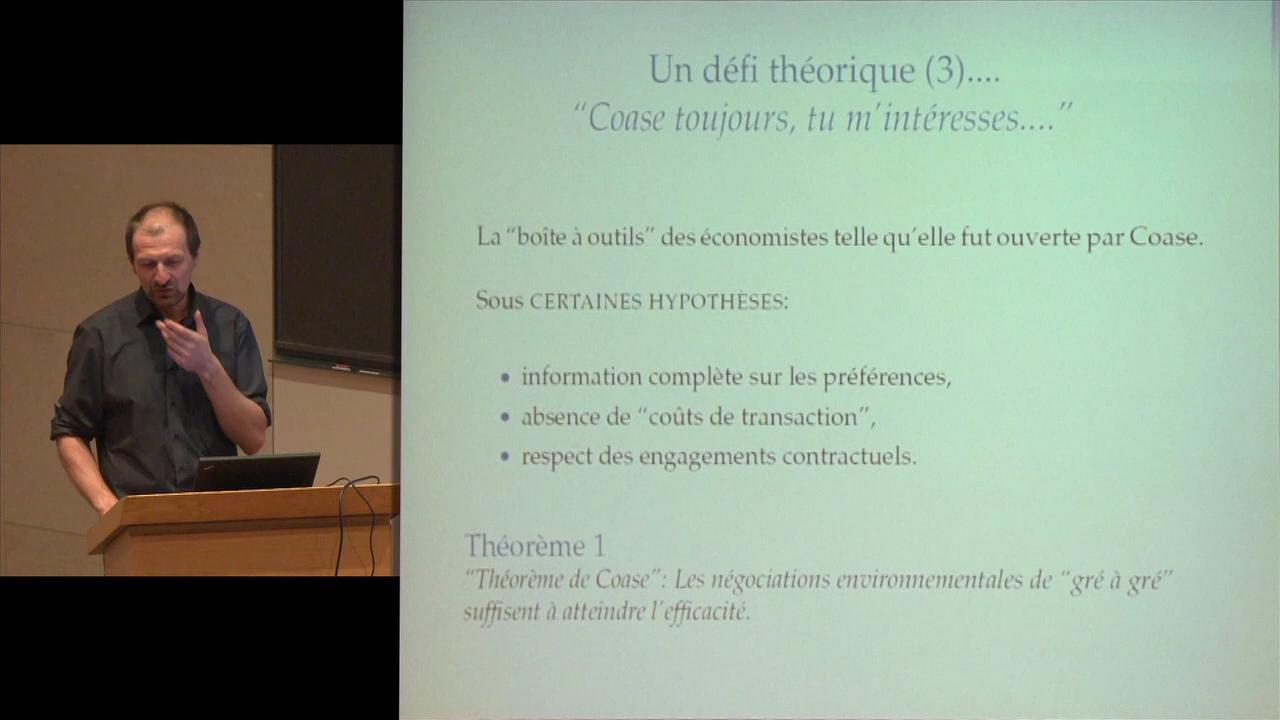 Un défi théorique (3)....
“Coase toujours, tu m'intéresses....”
La “boîte à outils” des économistes telle qu'elle fut ouverte par Coase.
Sous CERTAINES HYPOTHÈSES:
• information complète sur les préférences,
• absence de “coûts de transaction”,
• respect des engagements contractuels.
Théorème 1
“Théorème de Coase”: Les négociations environnementales de “gré à gré”
suffisent à atteindre l'efficacité.